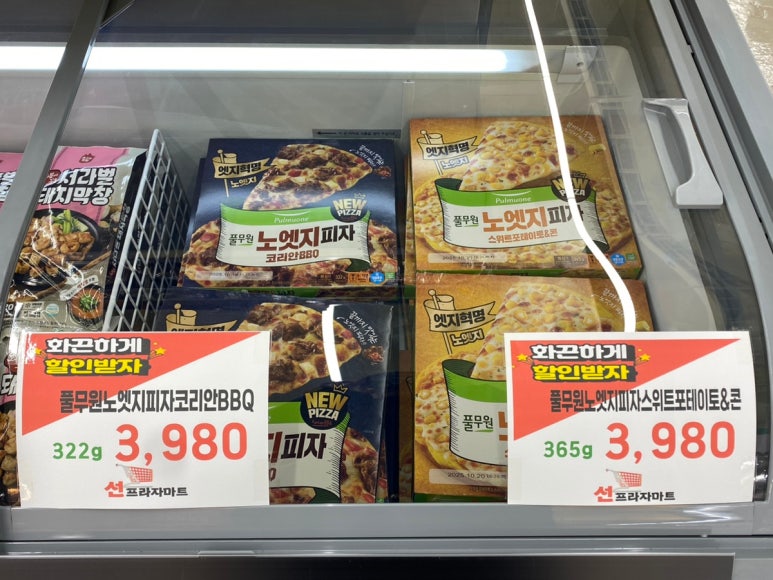 서라벌
태치막창
엣지혁명
노엣지
Pulmuone
풀무원
노엣지피자
코리안BBQ
NEW
PIZZA
엣지혁명
노엣지
Pulmuone
풀무원
노엣지피자
스위트포테이토&콘
엣지혁명
NEW
PIZZA
지피자
엣지혁명
노엣지
풀무원
2025.10.20
화끈하게
할인받자
풀무원노엣지피자코리안BBQ
322g 3,980
선프라자마트
화끈하게
할인받자
풀무원노엣지피자스위트포테이토&콘
365g 3,980
선프라자마트